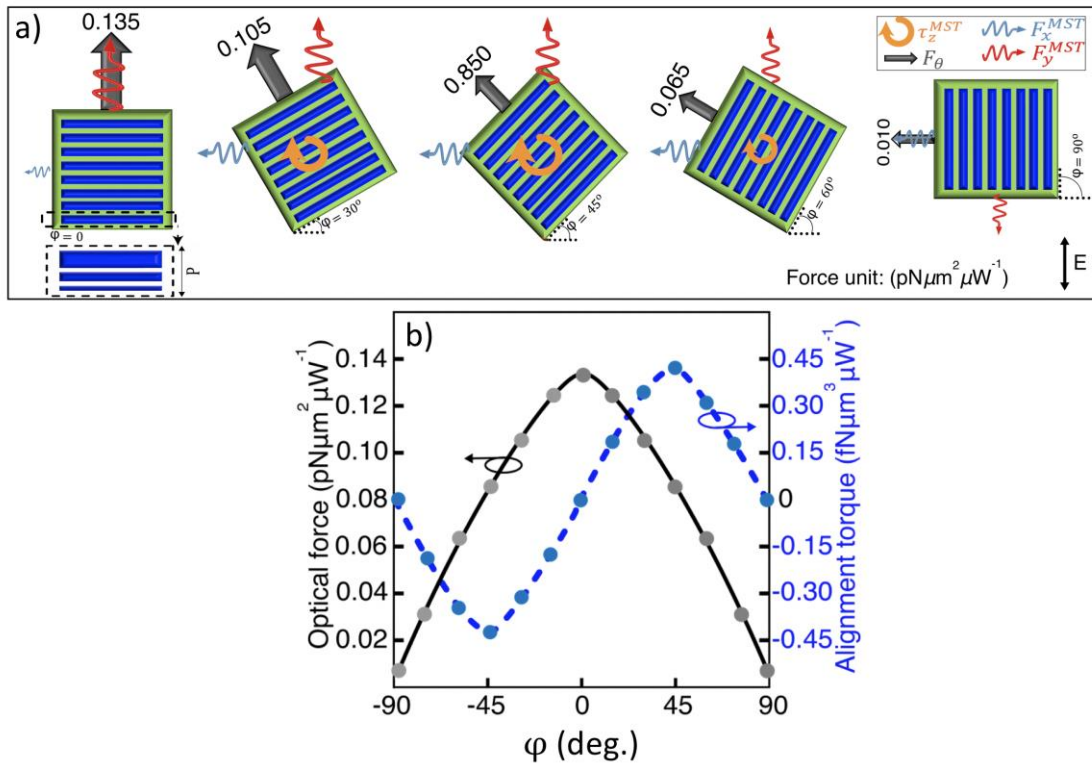 a)
0.135
0.105
0.850
0.065
0.010
τ_z^MST
F_x^MST
F_θ
F_y^MST
φ = 0
φ = 30°
φ = 45°
φ = 60°
φ = 90°
d
E
Force unit: (pNμm²μW⁻¹)
b)
Optical force (pNμm² μW⁻¹)
0.14
0.12
0.10
0.08
0.06
0.04
0.02
0.45
0.30
0.15
0
-0.15
-0.30
-0.45
Alignment torque (fNμm³ μW⁻¹)
-90
-45
0
45
90
φ (deg.)